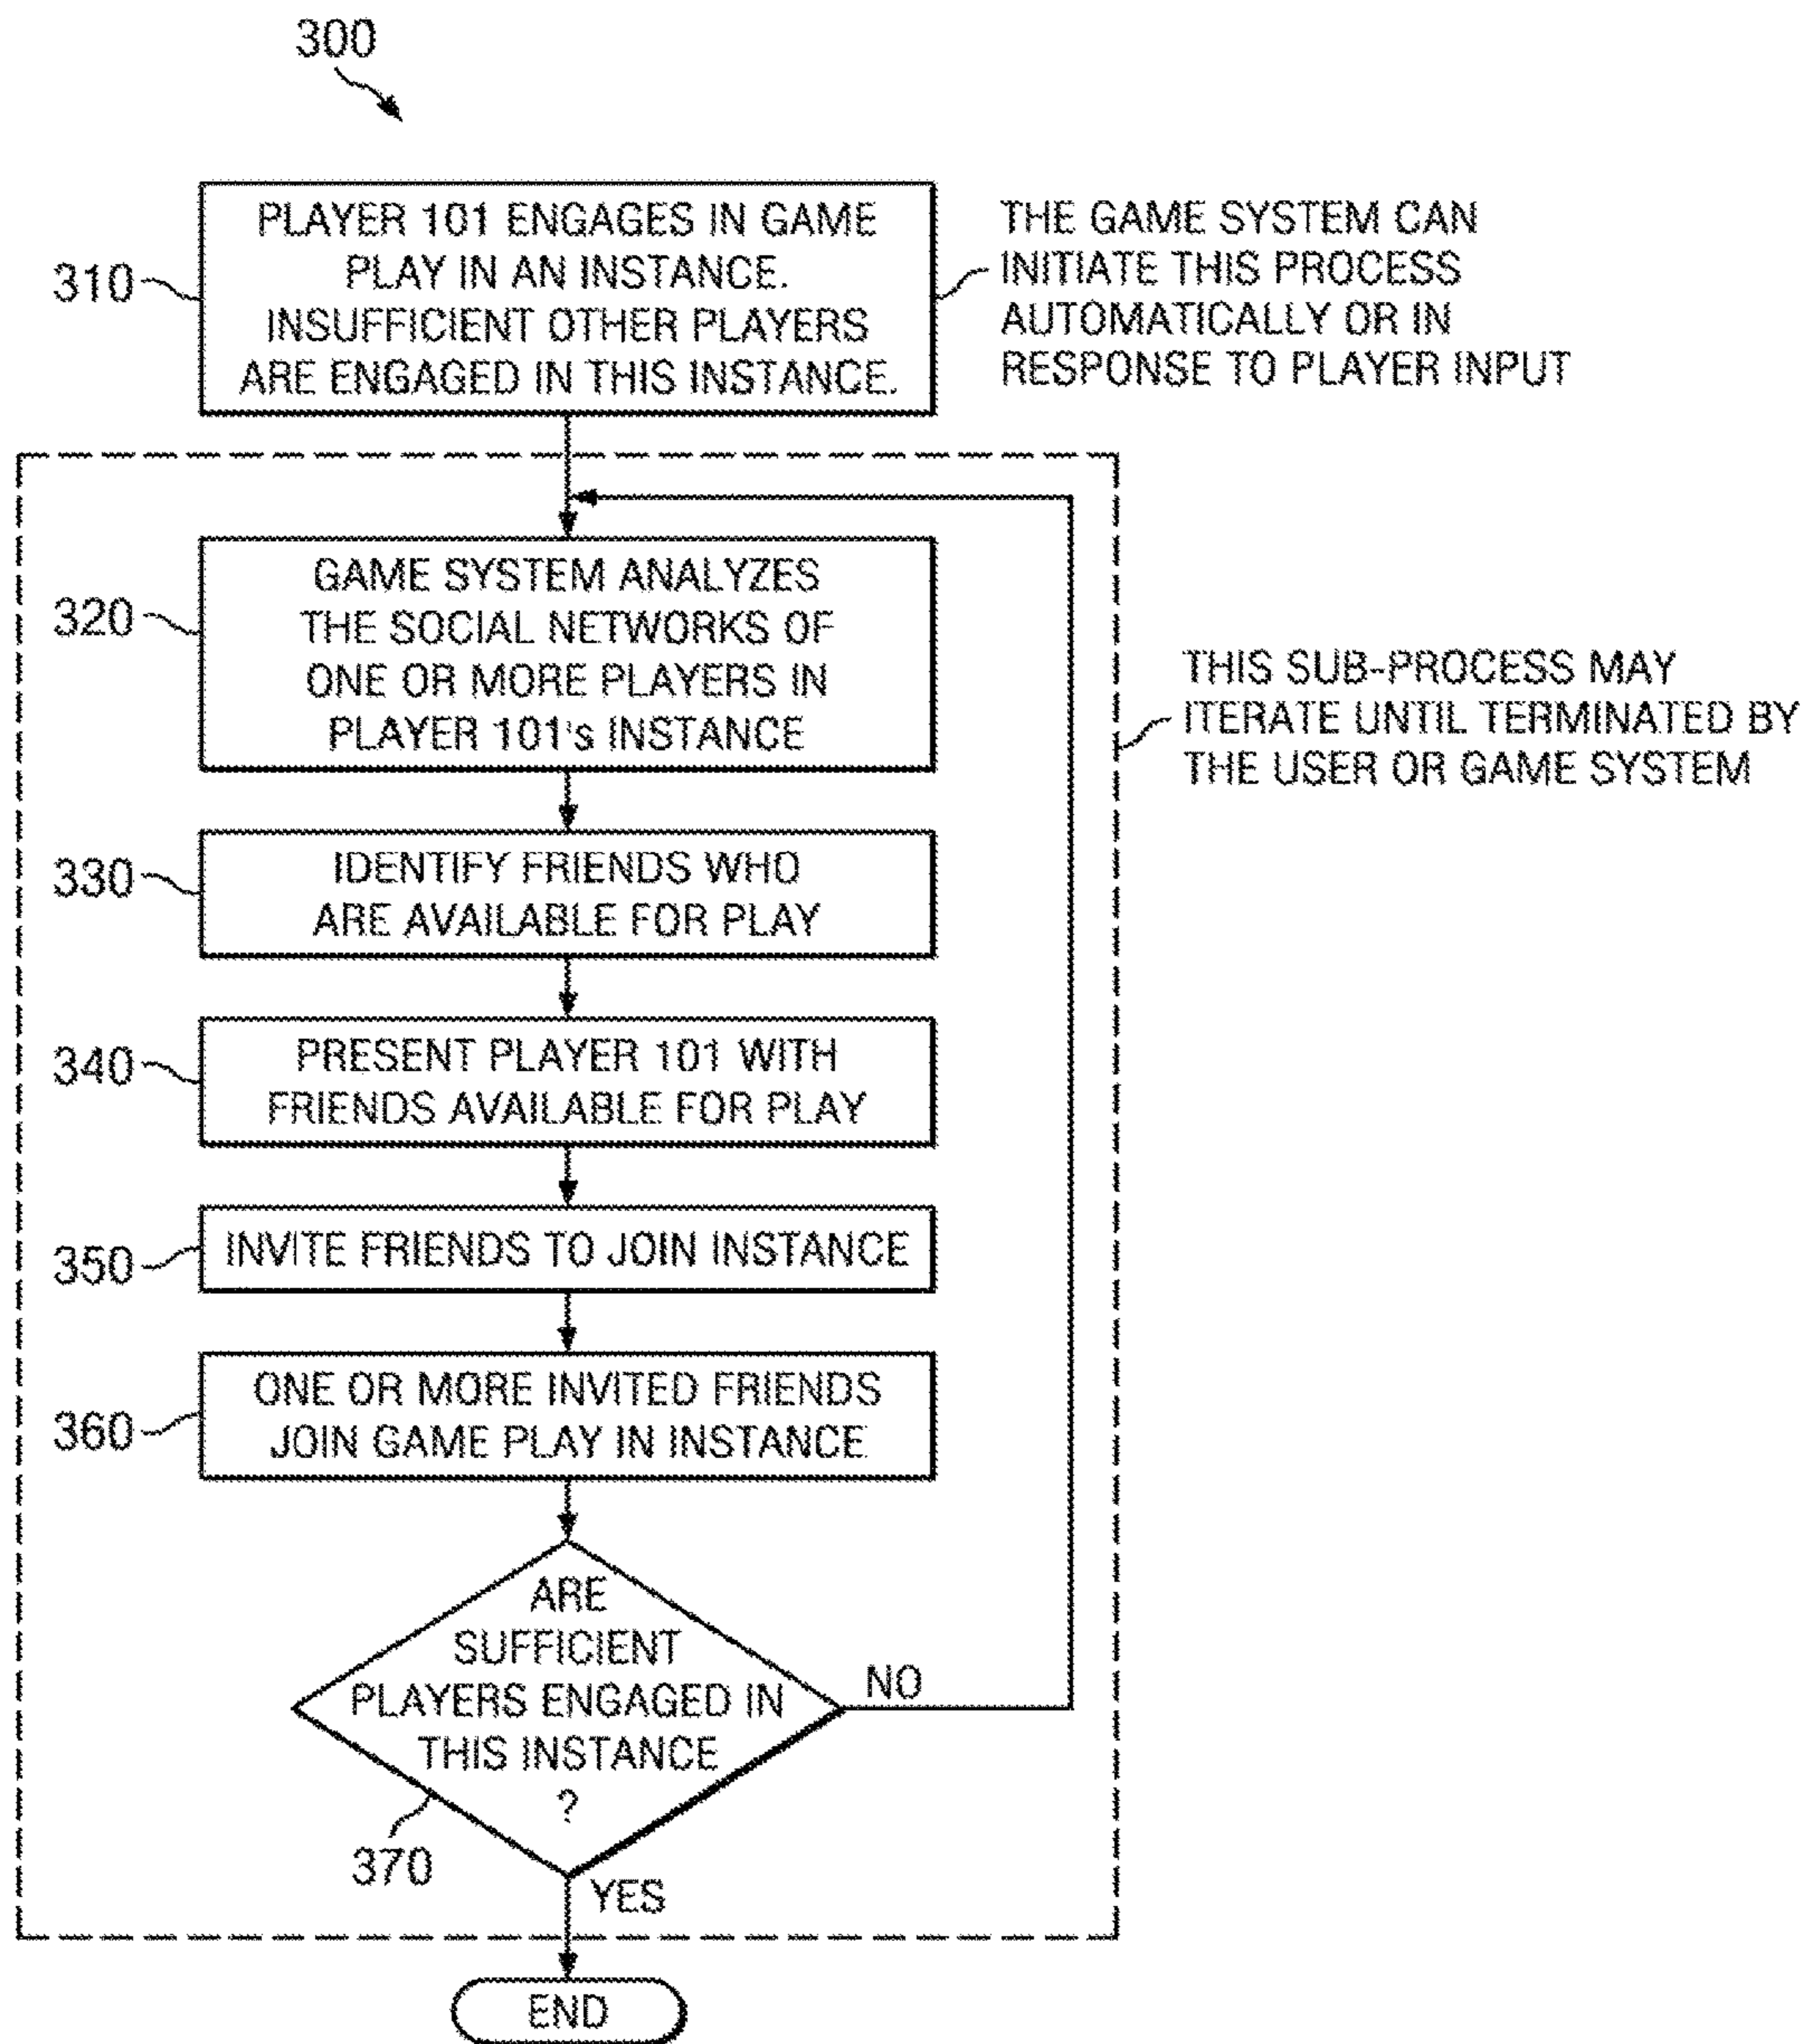 300
310
PLAYER 101 ENGAGES IN GAME
PLAY IN AN INSTANCE.
INSUFFICIENT OTHER PLAYERS
ARE ENGAGED IN THIS INSTANCE.
THE GAME SYSTEM CAN
INITIATE THIS PROCESS
AUTOMATICALLY OR IN
RESPONSE TO PLAYER INPUT
320
GAME SYSTEM ANALYZES
THE SOCIAL NETWORKS OF
ONE OR MORE PLAYERS IN
PLAYER 101's INSTANCE
THIS SUB-PROCESS MAY
ITERATE UNTIL TERMINATED BY
THE USER OR GAME SYSTEM
330
IDENTIFY FRIENDS WHO
ARE AVAILABLE FOR PLAY
340
PRESENT PLAYER 101 WITH
FRIENDS AVAILABLE FOR PLAY
350
INVITE FRIENDS TO JOIN INSTANCE
360
ONE OR MORE INVITED FRIENDS
JOIN GAME PLAY IN INSTANCE
ARE
SUFFICIENT
PLAYERS ENGAGED IN
THIS INSTANCE
?
NO
370
YES
END